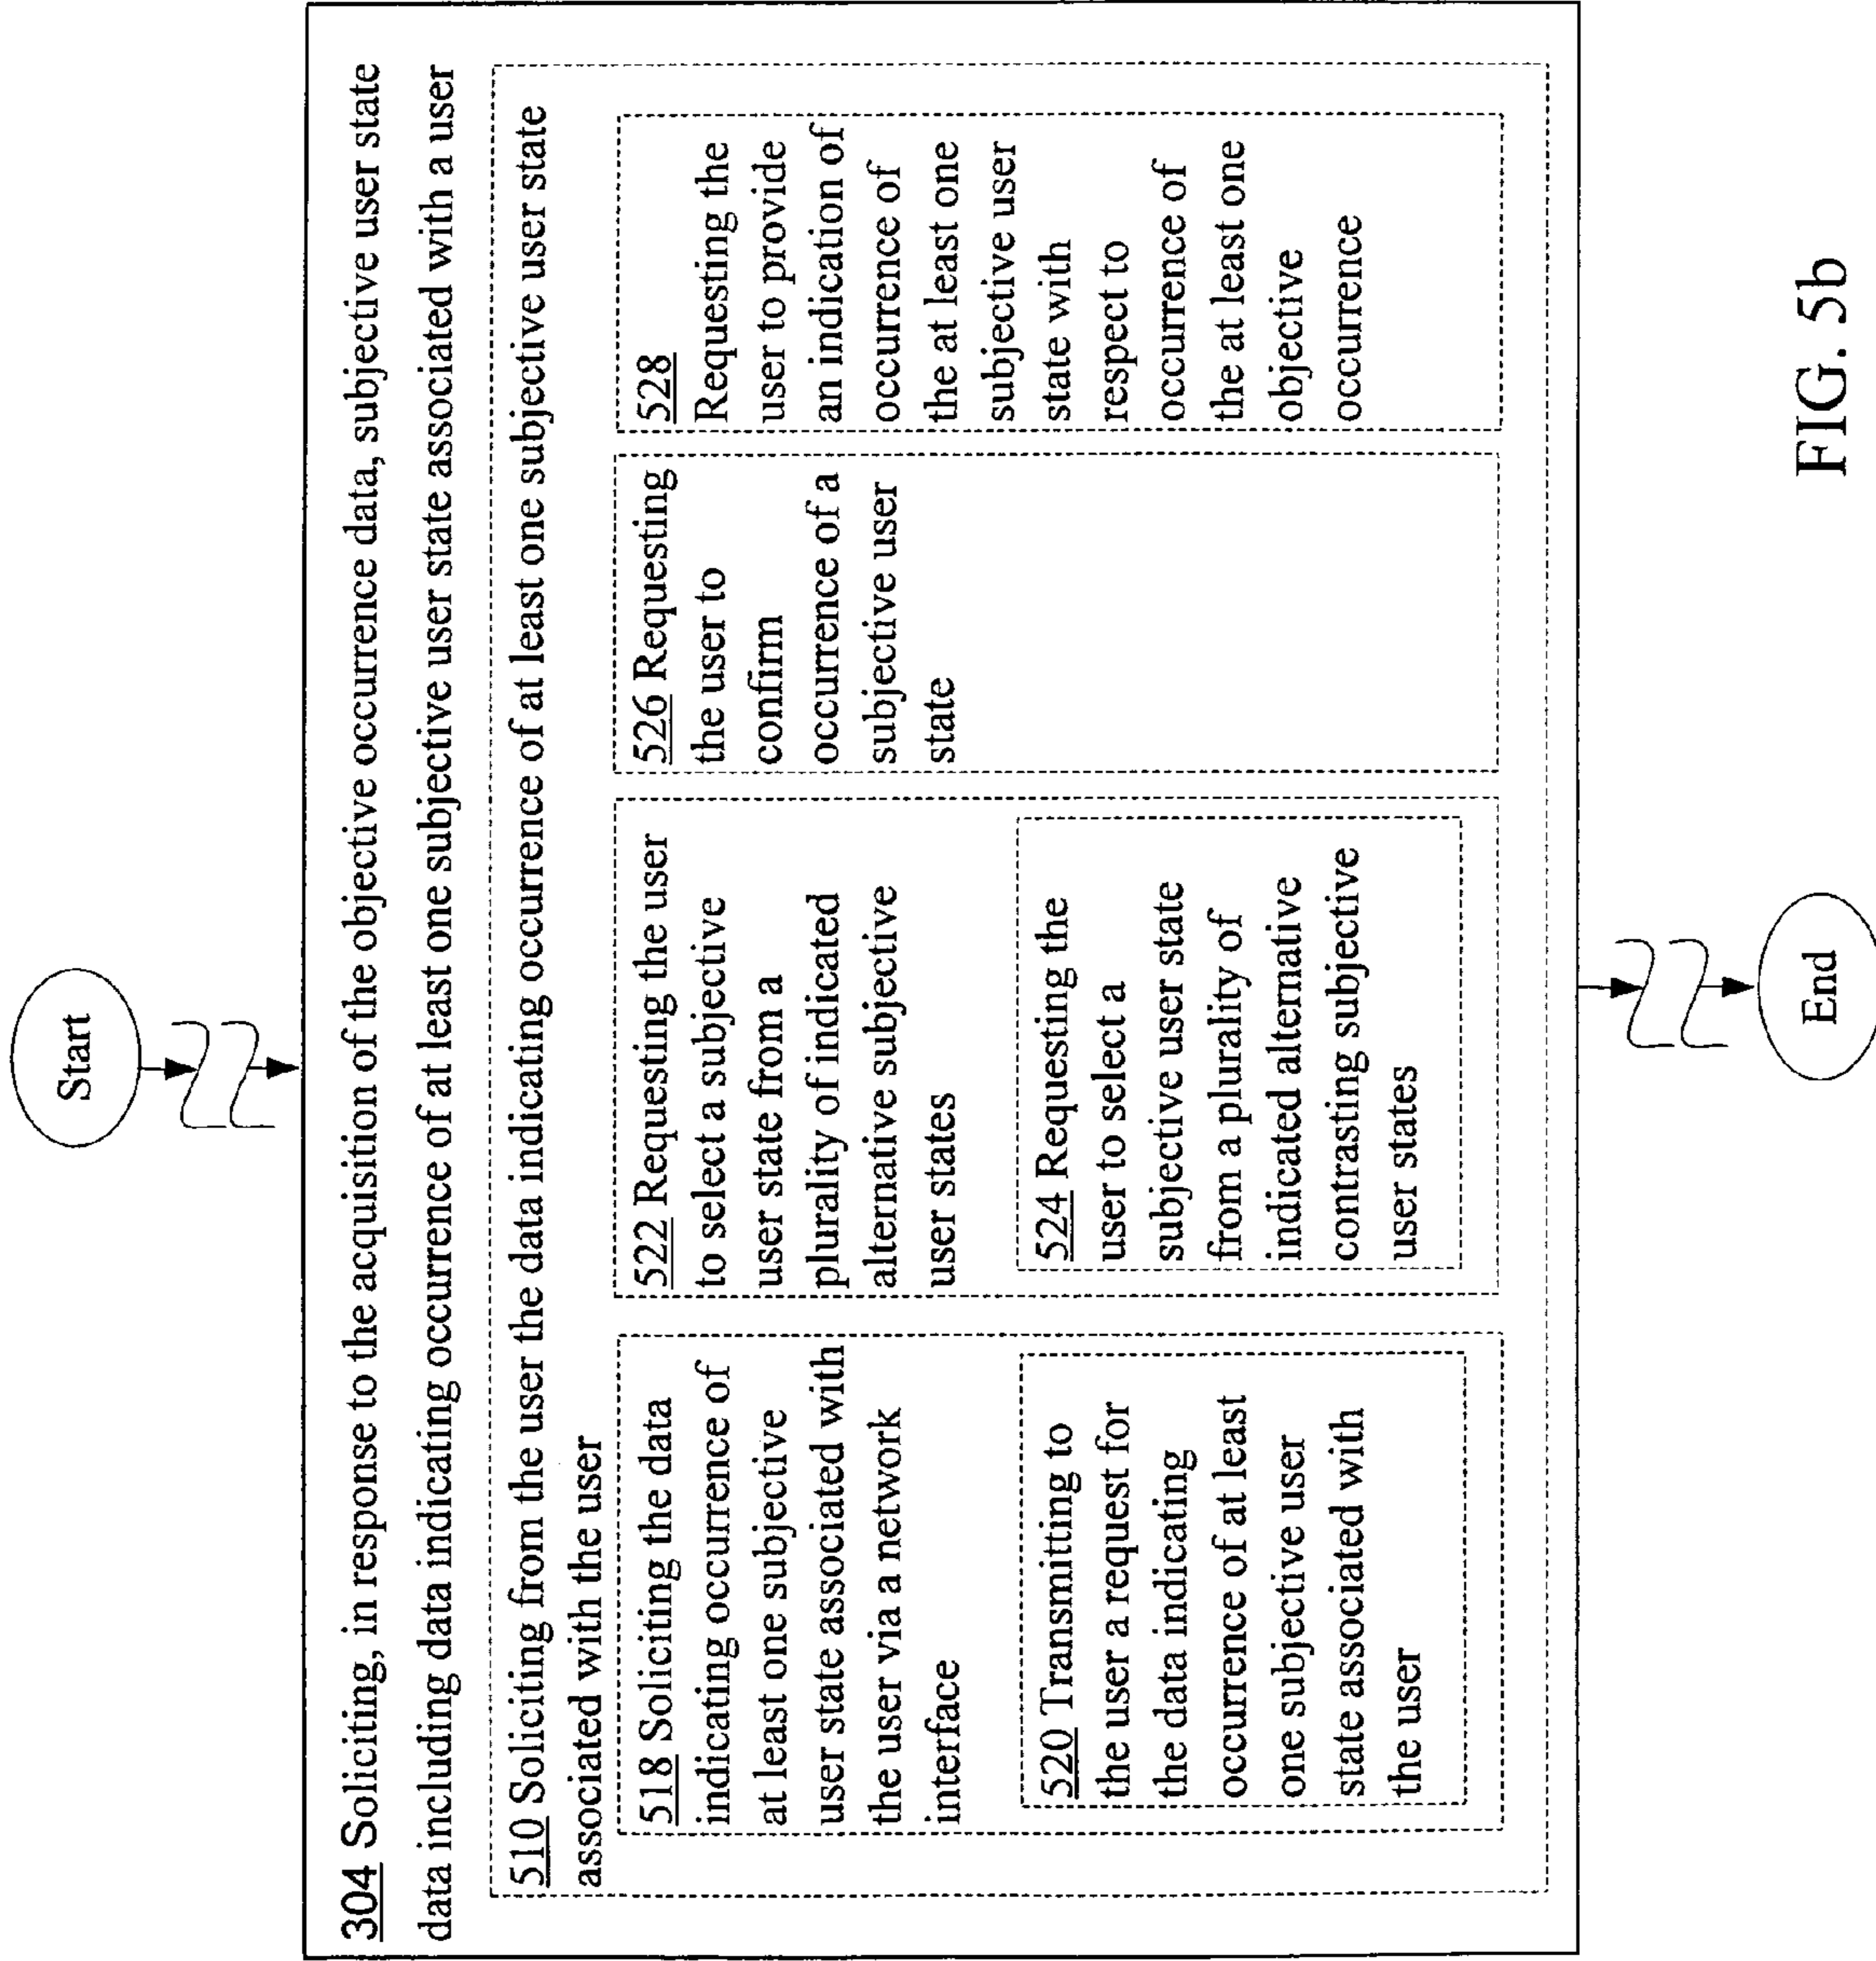 Start
304 Soliciting, in response to the acquisition of the objective occurrence data, subjective user state
data including data indicating occurrence of at least one subjective user state associated with a user
510 Soliciting from the user the data indicating occurrence of at least one subjective user state
associated with the user
518 Soliciting the data
indicating occurrence of
at least one subjective
user state associated with
the user via a network
interface
520 Transmitting to
the user a request for
the data indicating
occurrence of at least
one subjective user
state associated with
the user
522 Requesting the user
to select a subjective
user state from a
plurality of indicated
alternative subjective
user states
524 Requesting the
user to select a
subjective user state
from a plurality of
indicated alternative
contrasting subjective
user states
526 Requesting
the user to
confirm
occurrence of a
subjective user
state
528
Requesting the
user to provide
an indication of
occurrence of
the at least one
subjective user
state with
respect to
occurrence of
the at least one
objective
occurrence
End
FIG. 5b